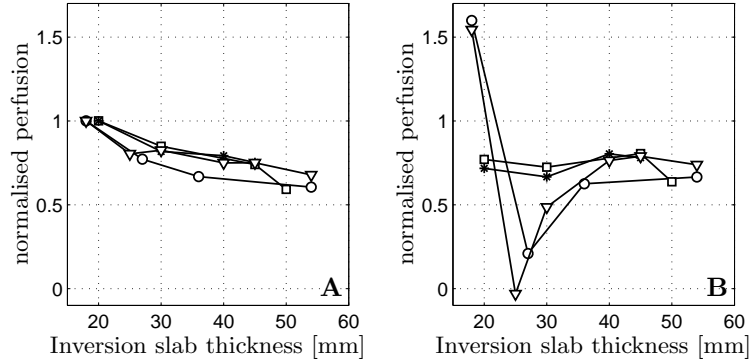 1.5
1
0.5
0
20 30 40 50 60
normalised perfusion
Inversion slab thickness [mm]
A
1.5
1
0.5
0
20 30 40 50 60
normalised perfusion
Inversion slab thickness [mm]
B